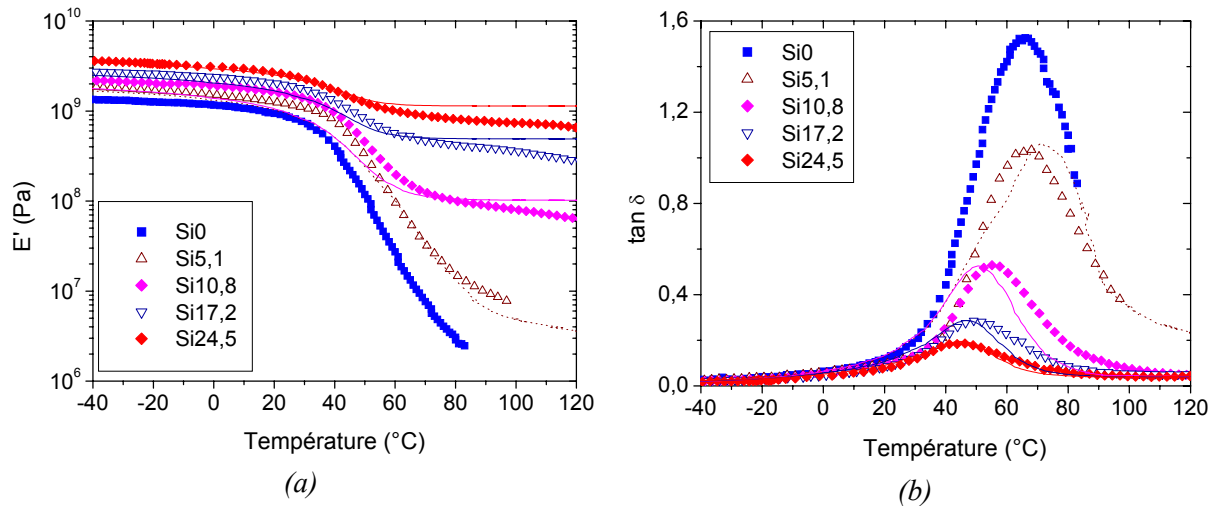 10^10
10^9
10^8
10^7
10^6
E' (Pa)
Si0
Si5,1
Si10,8
Si17,2
Si24,5
-40 -20 0 20 40 60 80 100 120
Température (°C)
(a)
1,6
1,2
0,8
0,4
0,0
tan δ
Si0
Si5,1
Si10,8
Si17,2
Si24,5
-40 -20 0 20 40 60 80 100 120
Température (°C)
(b)